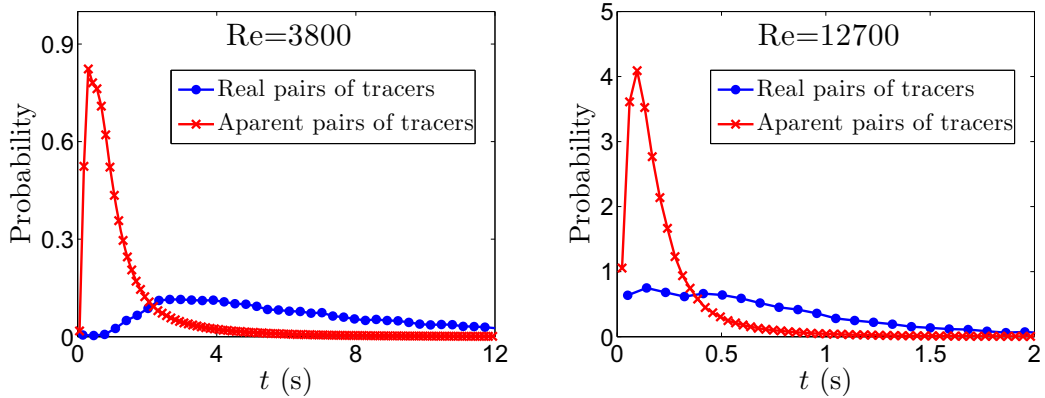 Re=3800
Real pairs of tracers
Aparent pairs of tracers
Probability
0.9
0.6
0.3
0
0
4
8
12
t (s)
Re=12700
Real pairs of tracers
Aparent pairs of tracers
Probability
5
4
3
2
1
0
0
0.5
1
1.5
2
t (s)